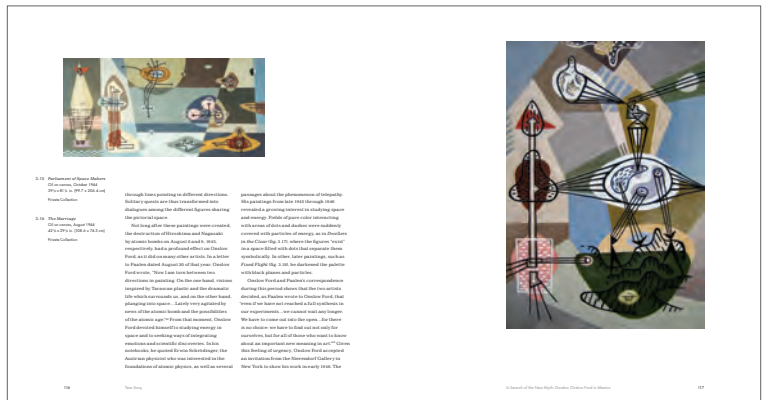 2.15 Parliament of Space Makers
Oil on canvas, October 1944
Private Collection
2.16 The Marriage
Oil on canvas, August 1944
Private Collection
through lines pointing in different directions.
Solitary quests are thus transformed into
dialogues among the different figures sharing
the pictorial space.
Not long after these paintings were created,
the destruction of Hiroshima and Nagasaki
by atomic bombs on August 6 and 9, 1945,
respectively, had a profound effect on Onslow
Ford, as it did on many other artists. In a letter
to Paalen dated August 20 of that year, Onslow
Ford wrote, "Now I am torn between two
directions in painting. On the one hand, visions
inspired by Tarascan plastic and the dramatic
life which surrounds us, and on the other hand,
plunging into space... Lately very agitated by
news of the atomic bomb and the possibilities
of the atomic age." From that moment, Onslow
Ford devoted himself to studying energy in
space and to seeking ways of integrating
emotions and scientific discoveries. In his
notebooks, he quoted Erwin Schrödinger, the
Austrian physicist who was interested in the
foundations of atomic physics, as well as several
passages about the phenomenon of telepathy.
His paintings from late 1945 through 1946
revealed a growing interest in studying space
and energy. Fields of pure color interacting
with areas of dots and dashes were suddenly
covered with particles of energy, as in Dwellers
in the Close (fig. 2.17), where the figures "exist"
in a space filled with dots that separate them
symbolically. In other, later paintings, such as
Fixed Flight (fig. 2.18), he darkened the palette
with black planes and particles.
Onslow Ford and Paalen's correspondence
during this period shows that the two artists
decided, as Paalen wrote to Onslow Ford, that
"even if we have not reached a full synthesis in
our experiments ...we cannot wait any longer.
We have to come out into the open...for there
is no choice: we have to find out not only for
ourselves, but for all of those who want to know
about an important new meaning in art." Given
this feeling of urgency, Onslow Ford accepted
an invitation from the Nierendorf Gallery in
New York to show his work in early 1946. The
116
In Search of the New Myth: Gordon Onslow Ford in Mexico
117